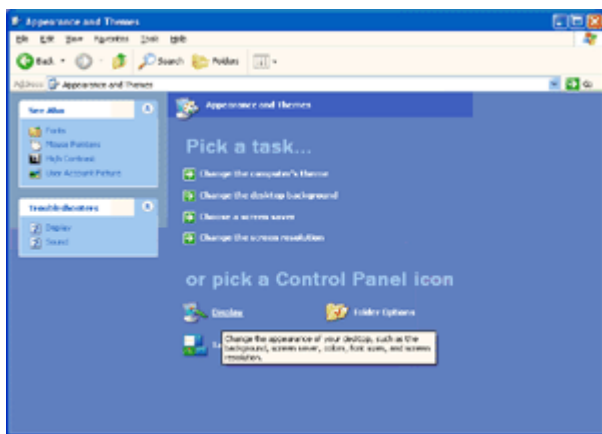 Appearance and Themes
File Edit View Favorites Tools Help
Back Search Folders
Address Appearance and Themes Go
See Also
Fonts
Mouse Pointers
High Contrast
User Account Picture
Troubleshooters
Display
Sound
Appearance and Themes
Pick a task...
Change the computer's theme
Change the desktop background
Choose a screen saver
Change the screen resolution
or pick a Control Panel icon
Display Folder Options
Change the appearance of your desktop, such as the
background, screen saver, colors, font sizes, and screen
resolution.